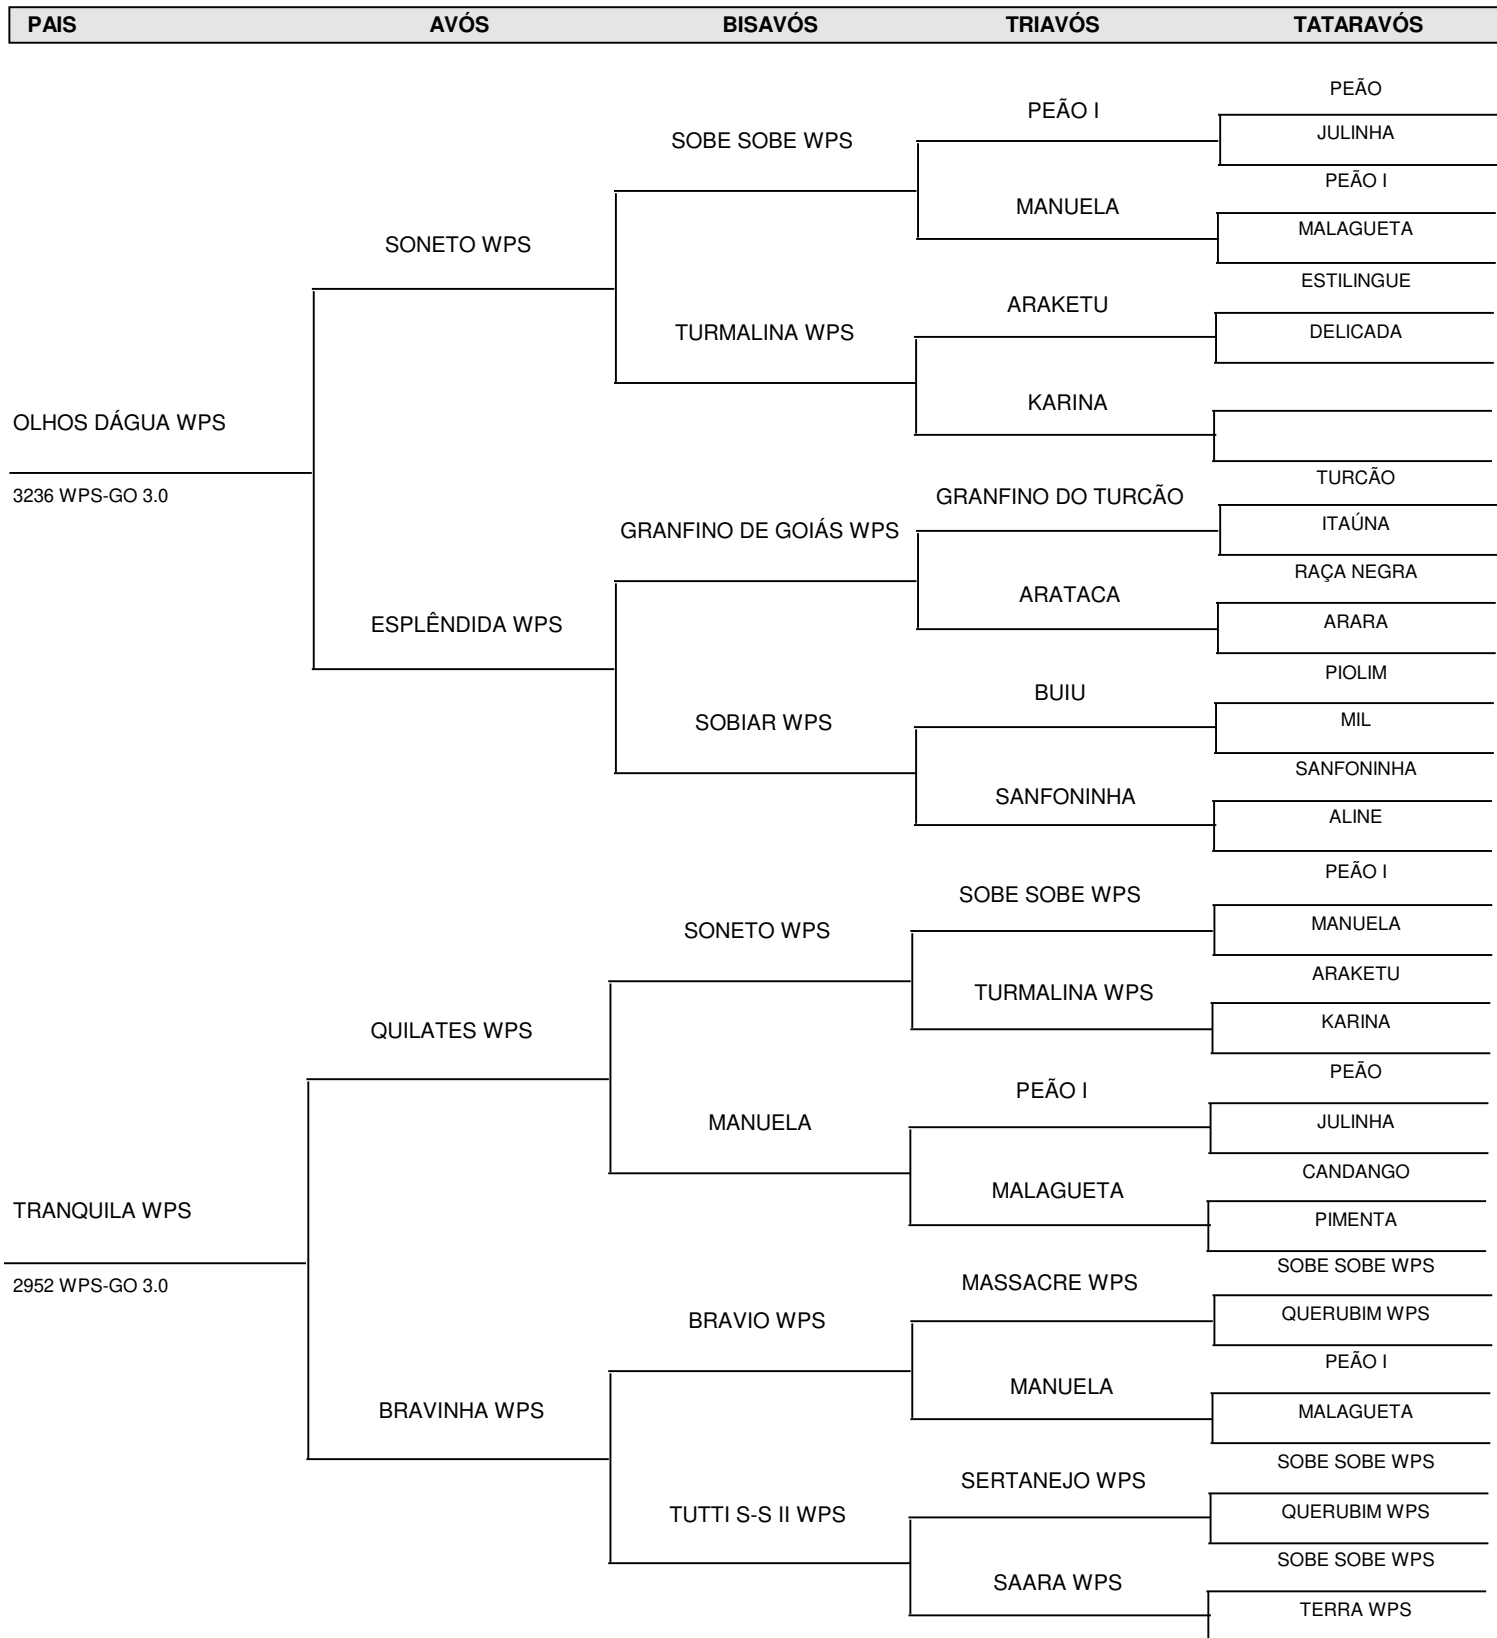 PAIS AVÓS BISAVÓS TRIAVÓS TATARAVÓS
PEÃO
PEÃO I
JULINHA
SOBE SOBE WPS
PEÃO I
MANUELA
MALAGUETA
SONETO WPS
ESTILINGUE
ARAKETU
TURMALINA WPS
DELICADA
KARINA
OLHOS DÁGUA WPS
TURCÃO
3236 WPS-GO 3.0
GRANFINO DO TURCÃO
ITAÚNA
GRANFINO DE GOIÁS WPS
RAÇA NEGRA
ARATACA
ARARA
ESPLÊNDIDA WPS
PIOLIM
BUIU
MIL
SOBIAR WPS
SANFONINHA
SANFONINHA
ALINE
PEÃO I
SOBE SOBE WPS
MANUELA
SONETO WPS
ARAKETU
TURMALINA WPS
KARINA
QUILATES WPS
PEÃO
PEÃO I
JULINHA
MANUELA
CANDANGO
MALAGUETA
TRANQUILA WPS
PIMENTA
SOBE SOBE WPS
2952 WPS-GO 3.0
MASSACRE WPS
QUERUBIM WPS
BRAVIO WPS
PEÃO I
MANUELA
BRAVINHA WPS
MALAGUETA
SOBE SOBE WPS
SERTANEJO WPS
QUERUBIM WPS
TUTTI S-S II WPS
SOBE SOBE WPS
SAARA WPS
TERRA WPS